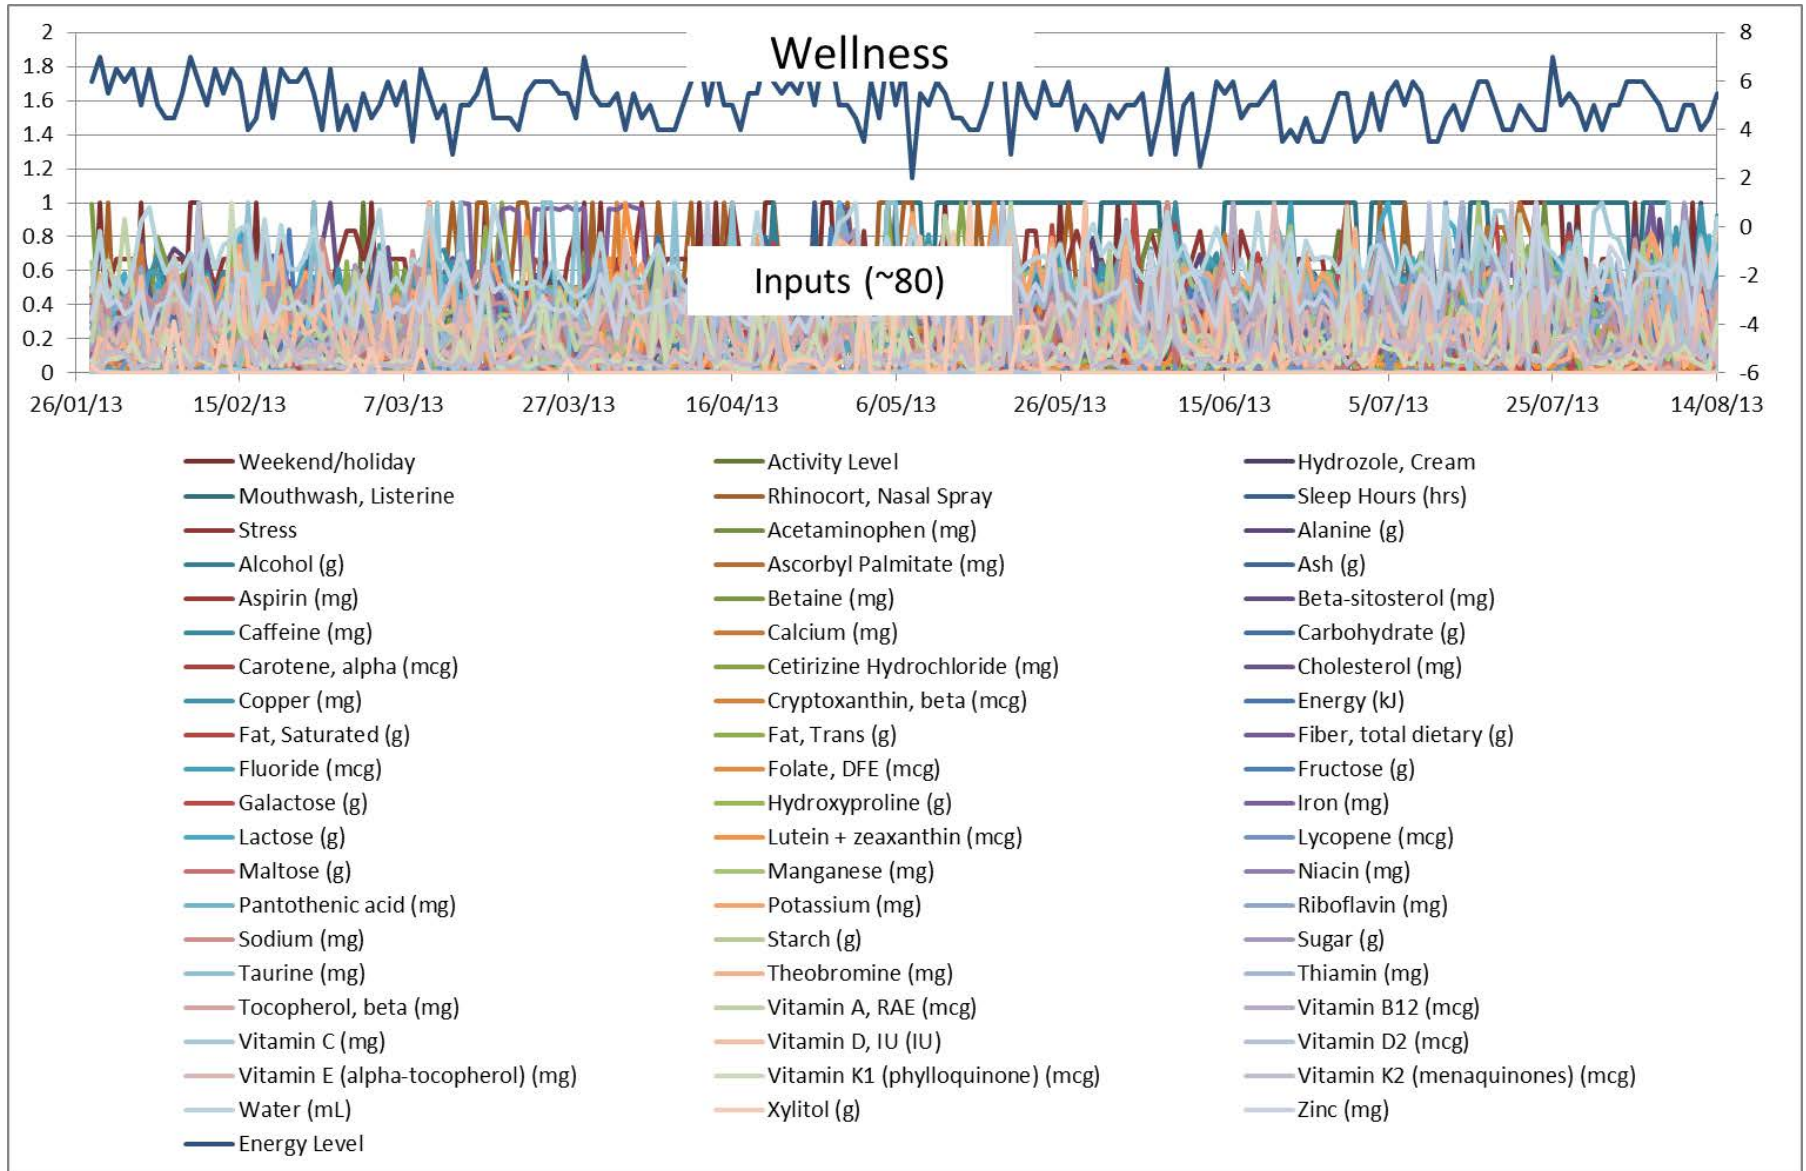 Wellness
2 8
1.8 6
1.6
1.4 4
1.2 2
1 0
0.8
Inputs (~80)
0.6 -2
0.4 -4
0.2
0 -6
26/01/13 15/02/13 7/03/13 27/03/13 16/04/13 6/05/13 26/05/13 15/06/13 5/07/13 25/07/13 14/08/13
Weekend/holiday Activity Level Hydrozole, Cream
Mouthwash, Listerine Rhinocort, Nasal Spray Sleep Hours (hrs)
Stress Acetaminophen (mg) Alanine (g)
Alcohol (g) Ascorbyl Palmitate (mg) Ash (g)
Aspirin (mg) Betaine (mg) Beta-sitosterol (mg)
Caffeine (mg) Calcium (mg) Carbohydrate (g)
Carotene, alpha (mcg) Cetirizine Hydrochloride (mg) Cholesterol (mg)
Copper (mg) Cryptoxanthin, beta (mcg) Energy (kJ)
Fat, Saturated (g) Fat, Trans (g) Fiber, total dietary (g)
Fluoride (mcg) Folate, DFE (mcg) Fructose (g)
Galactose (g) Hydroxyproline (g) Iron (mg)
Lactose (g) Lutein + zeaxanthin (mcg) Lycopene (mcg)
Maltose (g) Manganese (mg) Niacin (mg)
Pantothenic acid (mg) Potassium (mg) Riboflavin (mg)
Sodium (mg) Starch (g) Sugar (g)
Taurine (mg) Theobromine (mg) Thiamin (mg)
Tocopherol, beta (mg) Vitamin A, RAE (mcg) Vitamin B12 (mcg)
Vitamin C (mg) Vitamin D, IU (IU) Vitamin D2 (mcg)
Vitamin E (alpha-tocopherol) (mg) Vitamin K1 (phylloquinone) (mcg) Vitamin K2 (menaquinones) (mcg)
Water (mL) Xylitol (g) Zinc (mg)
Energy Level